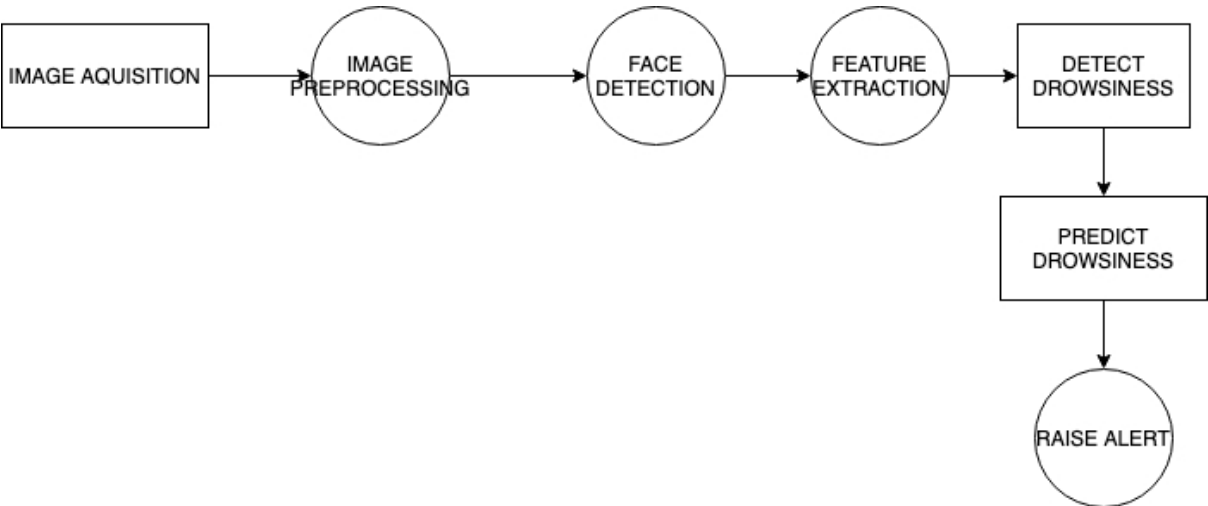 IMAGE AQUISITION
IMAGE
PREPROCESSING
FACE
DETECTION
FEATURE
EXTRACTION
DETECT
DROWSINESS
PREDICT
DROWSINESS
RAISE ALERT